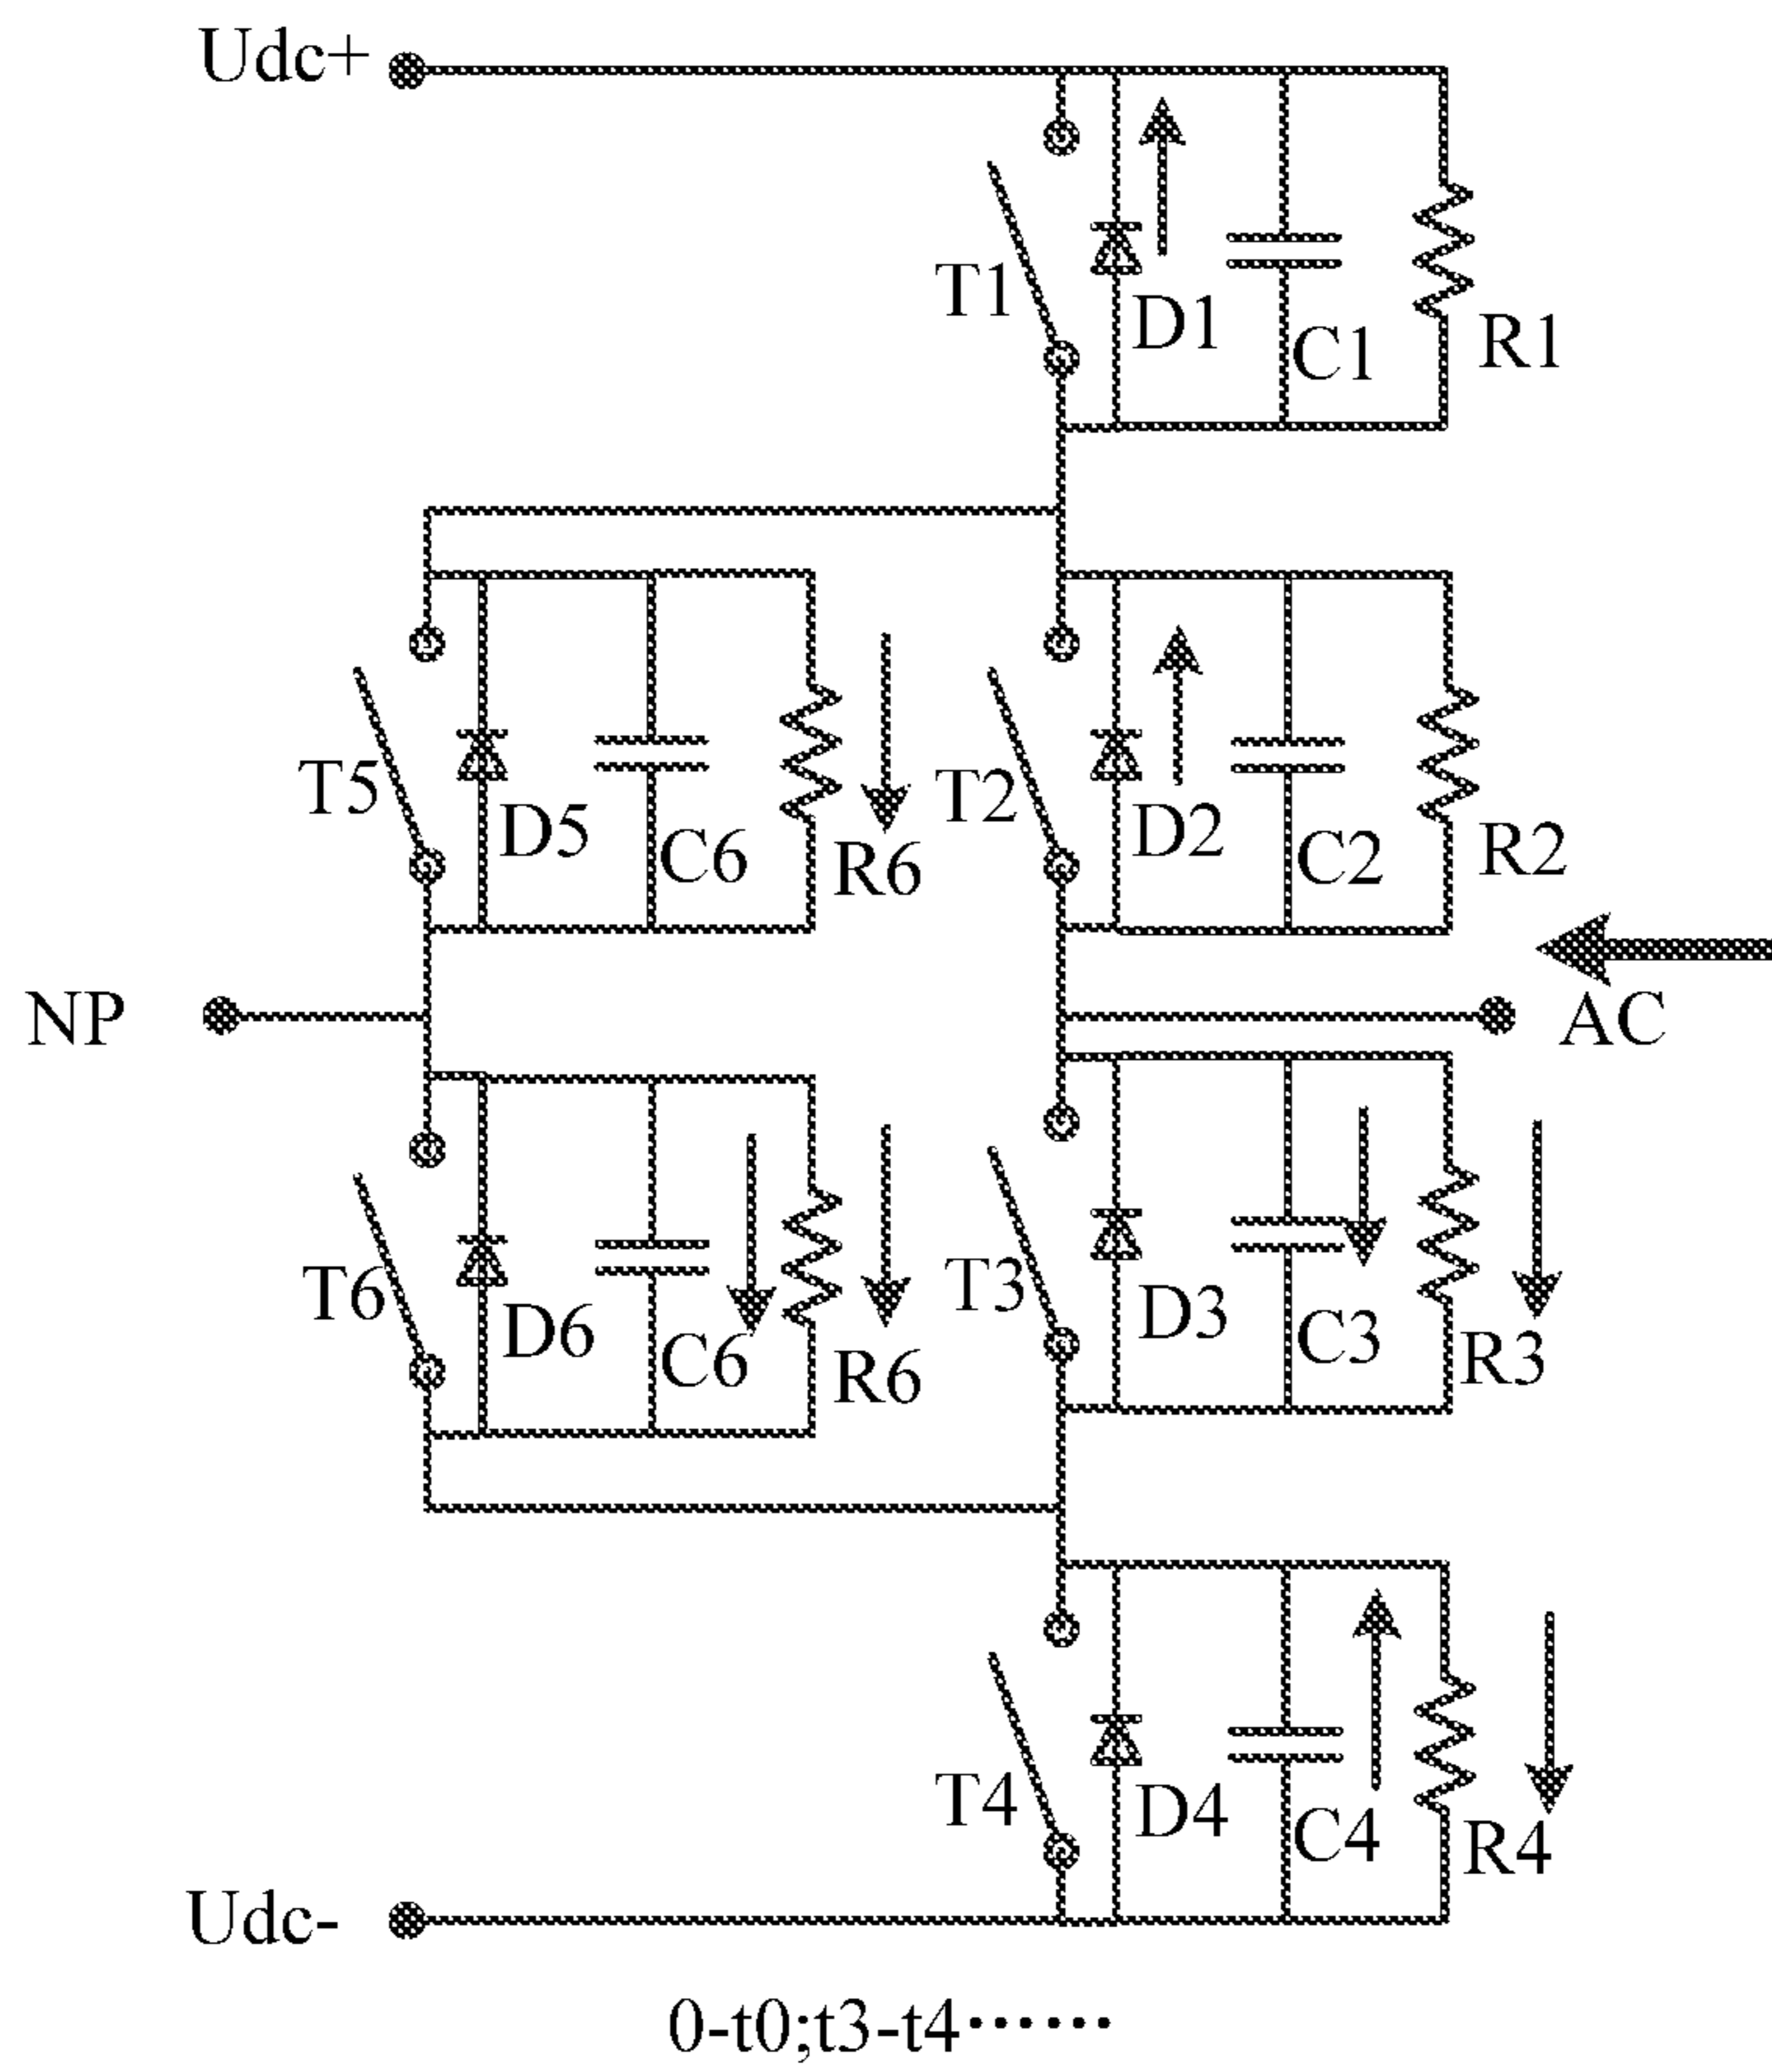 Udc+
T1
D1
C1
R1
T5
D5
C6
R6
T2
D2
C2
R2
NP
AC
T6
D6
C6
R6
T3
D3
C3
R3
T4
D4
C4
R4
Udc-
0-t0;t3-t4······